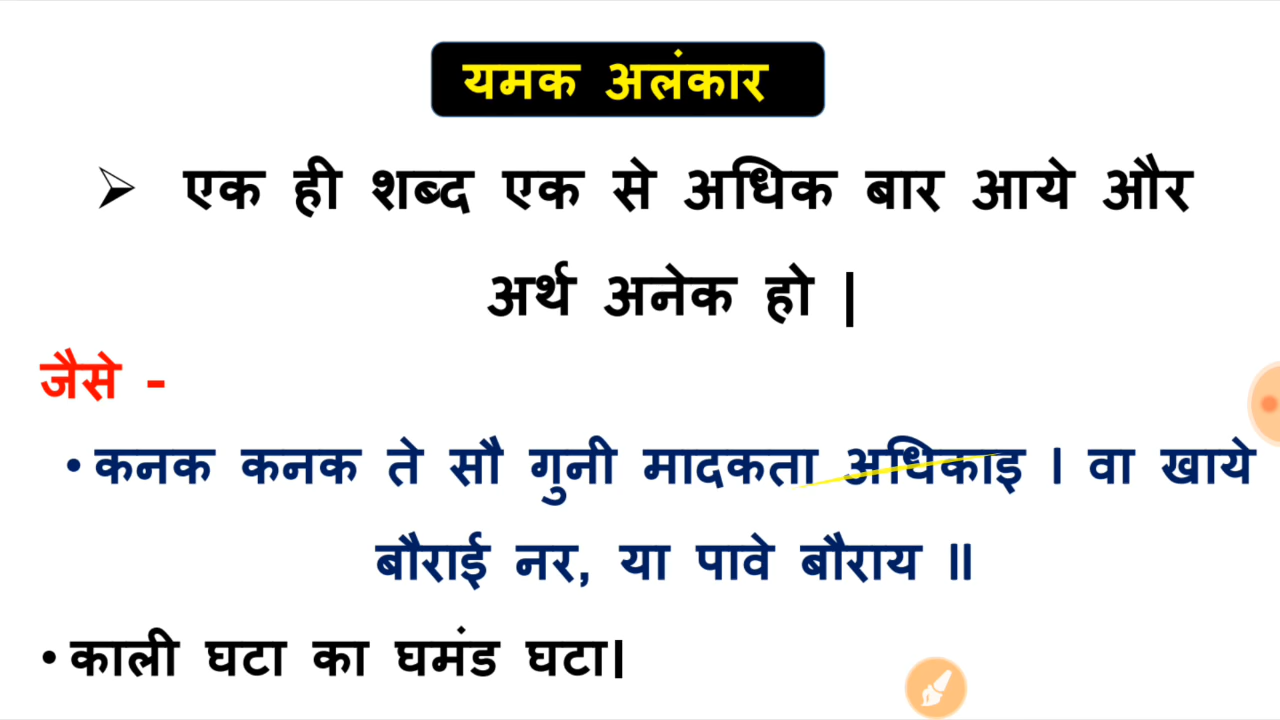 यमक अलंकार
➢ एक ही शब्द एक से अधिक बार आये और
अर्थ अनेक हो |
जैसे -
• कनक कनक ते सौ गुनी मादकता अधिकाइ । वा खाये
बौराई नर, या पावे बौराय ॥
• काली घटा का घमंड घटा।